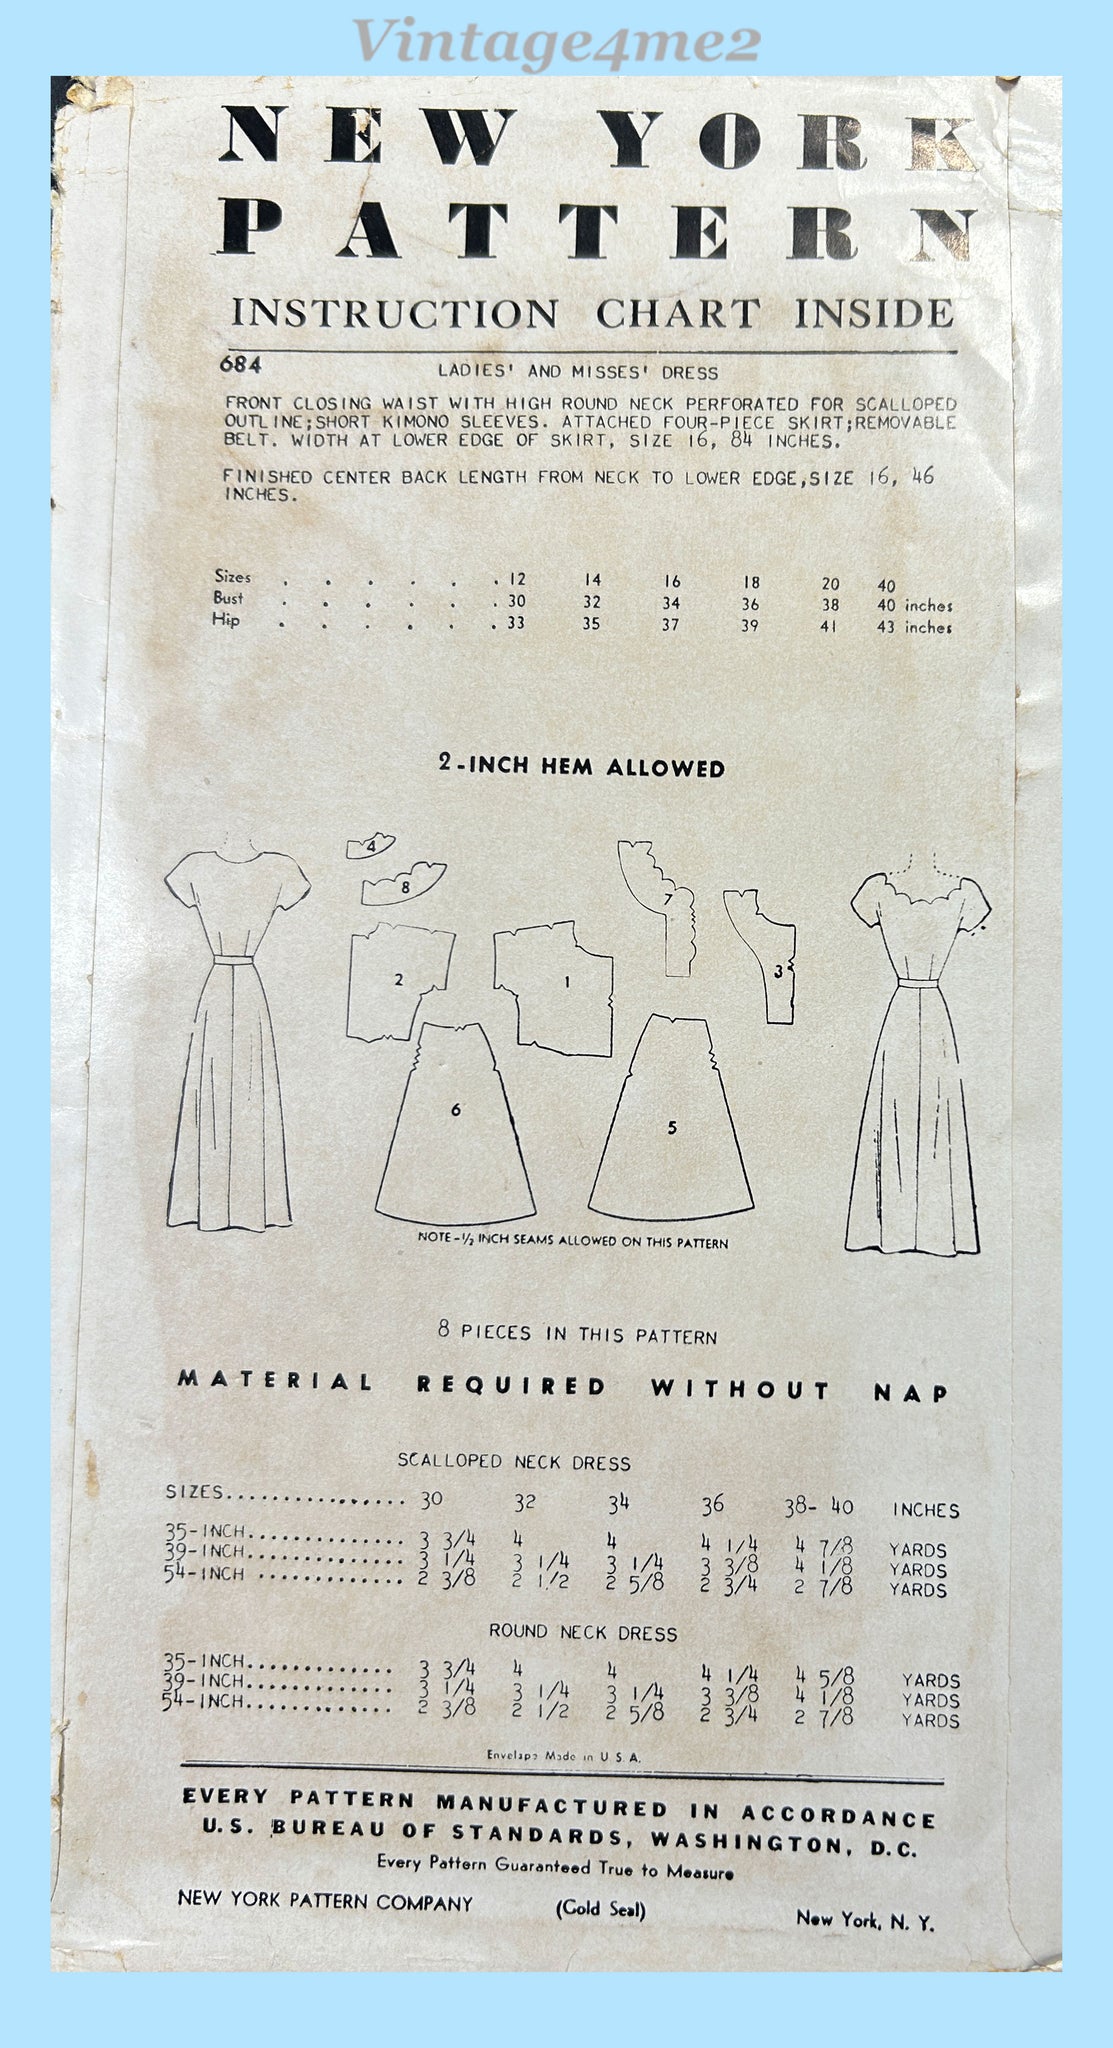 Vintage4me2
NEW YORK
PATTERN
INSTRUCTION CHART INSIDE
684 LADIES' AND MISSES' DRESS
FRONT CLOSING WAIST WITH HIGH ROUND NECK PERFORATED FOR SCALLOPED
OUTLINE;SHORT KIMONO SLEEVES. ATTACHED FOUR-PIECE SKIRT;REMOVABLE
BELT. WIDTH AT LOWER EDGE OF SKIRT, SIZE 16, 84 INCHES.
FINISHED CENTER BACK LENGTH FROM NECK TO LOWER EDGE,SIZE 16, 46
INCHES.
Sizes . . . . . . 12 14 16 18 20 40
Bust . . . . . . 30 32 34 36 38 40 inches
Hip . . . . . . 33 35 37 39 41 43 inches
2-INCH HEM ALLOWED
4
8
7
2
1
3
6
5
NOTE-½ INCH SEAMS ALLOWED ON THIS PATTERN
8 PIECES IN THIS PATTERN
MATERIAL REQUIRED WITHOUT NAP
SCALLOPED NECK DRESS
SIZES................ 30 32 34 36 38- 40 INCHES
35-INCH.............. 3 3/4 4 4 4 1/4 4 7/8 YARDS
39-INCH.............. 3 1/4 3 1/4 3 1/4 3 3/8 4 1/8 YARDS
54-INCH ............. 2 3/8 2 1/2 2 5/8 2 3/4 2 7/8 YARDS
ROUND NECK DRESS
35-INCH............. 3 3/4 4 4 4 1/4 4 5/8 YARDS
39-INCH............. 3 1/4 3 1/4 3 1/4 3 3/8 4 1/8 YARDS
54-INCH............. 2 3/8 2 1/2 2 5/8 2 3/4 2 7/8 YARDS
Envelope Made in U.S.A.
EVERY PATTERN MANUFACTURED IN ACCORDANCE
U.S. BUREAU OF STANDARDS, WASHINGTON, D.C.
Every Pattern Guaranteed True to Measure
NEW YORK PATTERN COMPANY (Gold Seal) New York, N. Y.